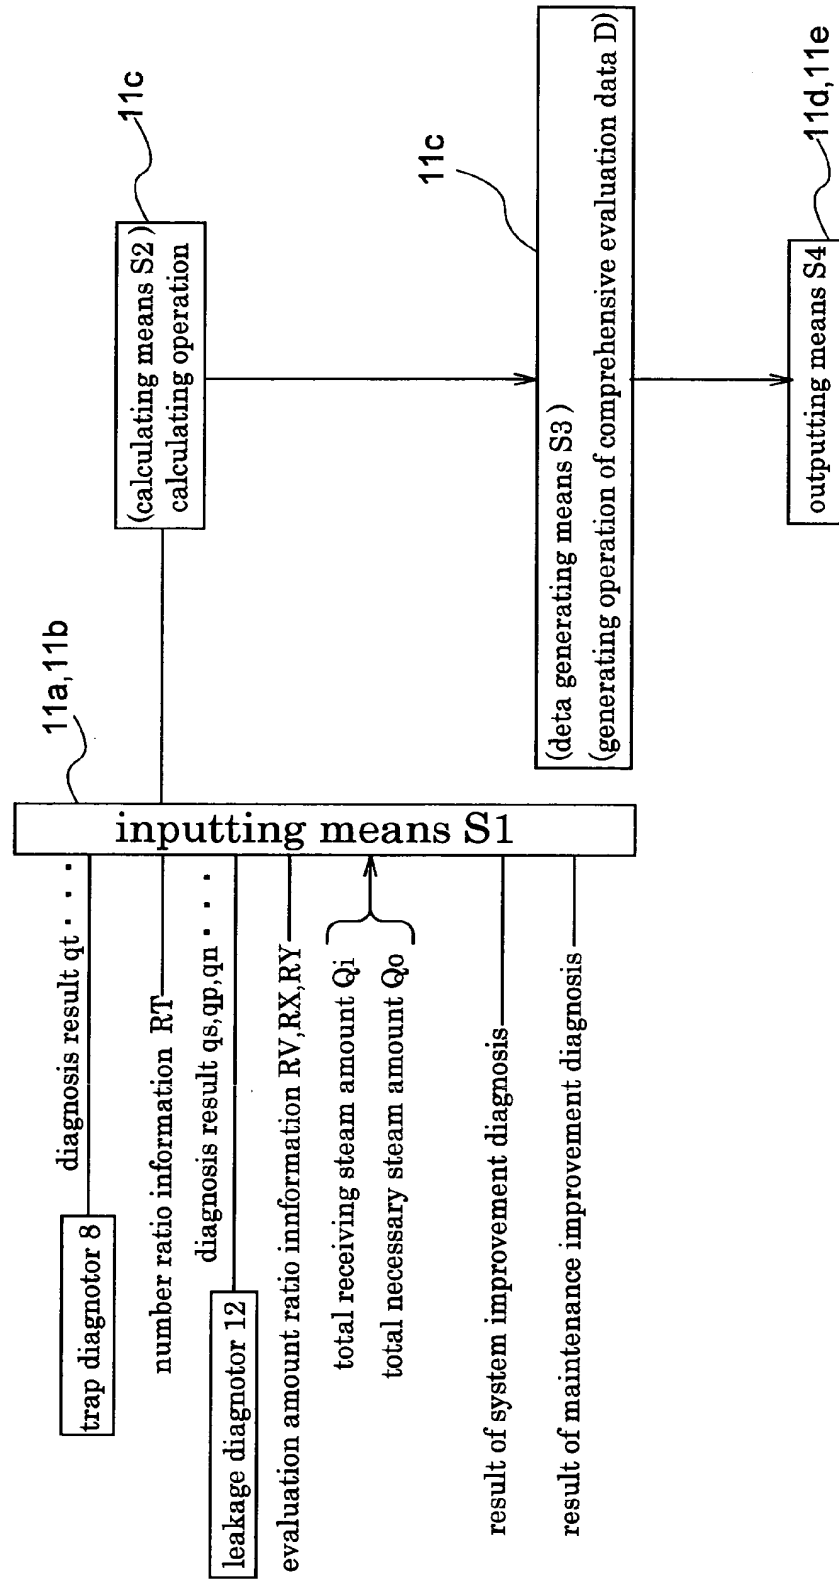 trap diagnotor 8
diagnosis result qt · · ·
number ratio information RT
leakage diagnotor 12
diagnosis result qs,qp,qn · · ·
evaluation amount ratio innformation RV,RX,RY
total receiving steam amount Qi
total necessary steam amount Qo
result of system improvement diagnosis
result of maintenance improvement diagnosis
inputting means S1
11a,11b
(calculating means S2)
calculating operation
11c
(deta generating means S3)
(generating operation of comprehensive evaluation data D)
11c
outputting means S4
11d,11e